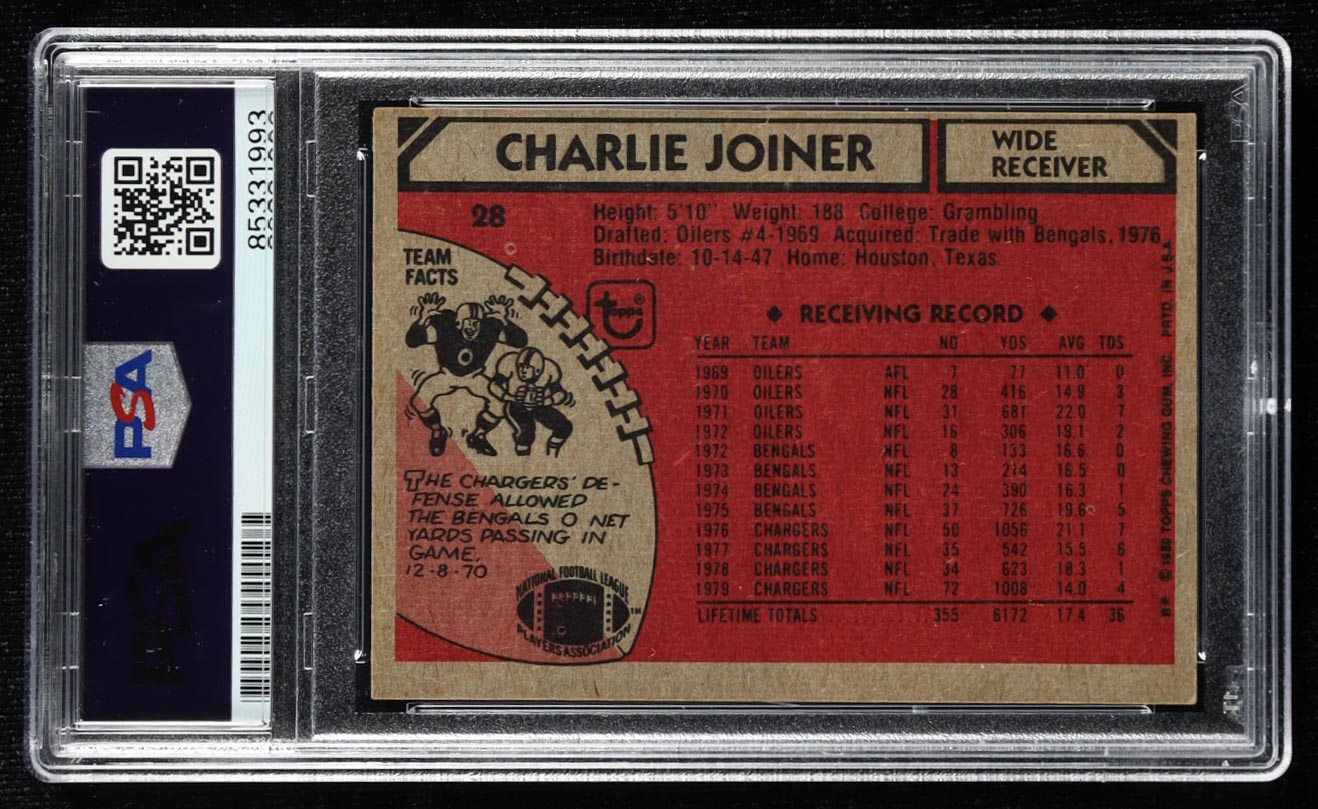 85331993
PSA
CHARLIE JOINER
WIDE
RECEIVER
28
Height: 5'10" Weight: 188 College: Grambling
Drafted: Oilers #4-1969 Acquired: Trade with Bengals, 1976
Birthdate: 10-14-47 Home: Houston, Texas
TEAM
FACTS
topps®
THE CHARGERS' DE-
FENSE ALLOWED
THE BENGALS 0 NET
YARDS PASSING IN
GAME,
12-8-70
NATIONAL FOOTBALL LEAGUE
PLAYERS ASSOCIATION™
◆ RECEIVING RECORD ◆
YEAR TEAM NO YDS AVG TDS
1969 OILERS AFL 7 77 11.0 0
1970 OILERS NFL 28 416 14.9 3
1971 OILERS NFL 31 681 22.0 7
1972 OILERS NFL 16 306 19.1 2
1972 BENGALS NFL 8 133 16.6 0
1973 BENGALS NFL 13 214 16.5 0
1974 BENGALS NFL 24 390 16.3 1
1975 BENGALS NFL 37 726 19.6 5
1976 CHARGERS NFL 50 1056 21.1 7
1977 CHARGERS NFL 35 542 15.5 6
1978 CHARGERS NFL 34 623 18.3 1
1979 CHARGERS NFL 72 1008 14.0 4
LIFETIME TOTALS 355 6172 17.4 36
B* © 1980 TOPPS CHEWING GUM, INC. PRTD. IN U.S.A.
PSA